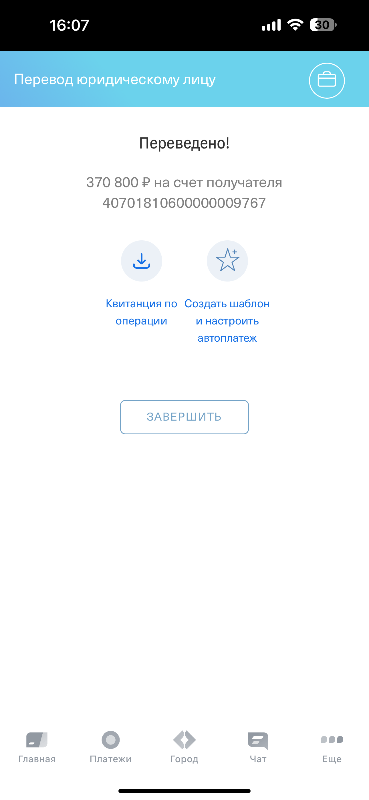 16:07
30
Перевод юридическому лицу
Переведено!
370 800 ₽ на счет получателя
40701810600000009767
Квитанция по
операции
Создать шаблон
и настроить
автоплатеж
ЗАВЕРШИТЬ
Главная
Платежи
Город
Чат
Еще